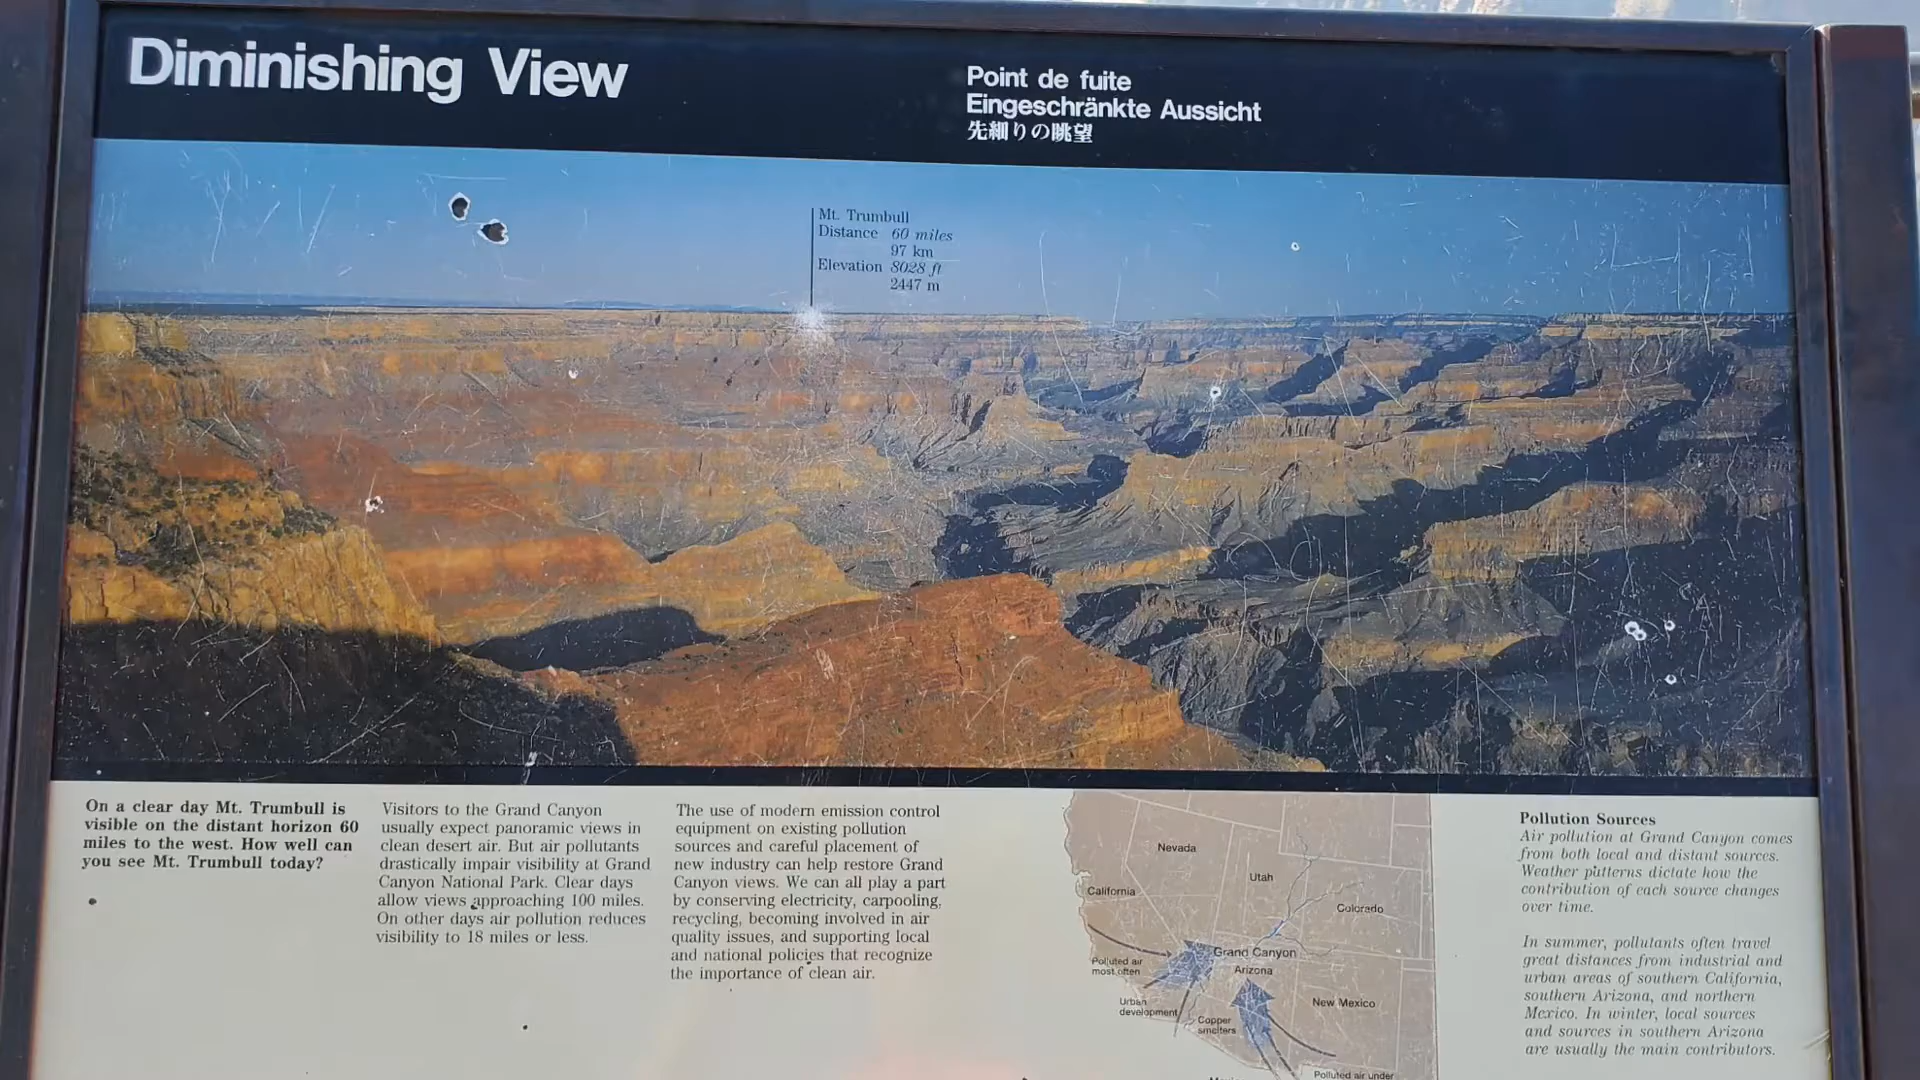 Diminishing View
Point de fuite
Eingeschränkte Aussicht
先細りの眺望
Mt. Trumbull
Distance 60 miles
97 km
Elevation 8028 ft
2447 m
On a clear day Mt. Trumbull is
visible on the distant horizon 60
miles to the west. How well can
you see Mt. Trumbull today?
Visitors to the Grand Canyon
usually expect panoramic views in
clean desert air. But air pollutants
drastically impair visibility at Grand
Canyon National Park. Clear days
allow views approaching 100 miles.
On other days air pollution reduces
visibility to 18 miles or less.
The use of modern emission control
equipment on existing pollution
sources and careful placement of
new industry can help restore Grand
Canyon views. We can all play a part
by conserving electricity, carpooling,
recycling, becoming involved in air
quality issues, and supporting local
and national policies that recognize
the importance of clean air.
Nevada
Utah
California
Colorado
Grand Canyon
Arizona
Polluted air
most often
New Mexico
Urban
development
Copper
smelters
Polluted air under
Pollution Sources
Air pollution at Grand Canyon comes
from both local and distant sources.
Weather patterns dictate how the
contribution of each source changes
over time.
In summer, pollutants often travel
great distances from industrial and
urban areas of southern California,
southern Arizona, and northern
Mexico. In winter, local sources
and sources in southern Arizona
are usually the main contributors.